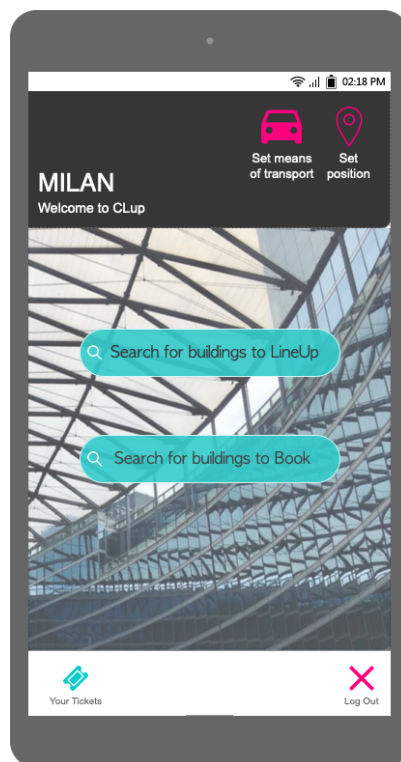 02:18 PM
Set means
of transport
Set
position
MILAN
Welcome to CLup
Search for buildings to LineUp
Search for buildings to Book
Your Tickets
Log Out